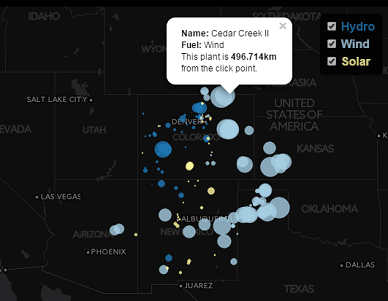 IDAHO
Name: Cedar Creek II
Fuel: Wind
This plant is 496.714km
from the click point.
×
Hydro
Wind
Solar
SALT LAKE CITY
DENVER
UTAH
COLORADO
UNITED
STATES OF
AMERICA
KANSAS
LAS VEGAS
ARIZONA
ALBUQUERQUE
NEW MEXICO
OKLAHOMA
PHOENIX
DALLAS
JUAREZ
TEXAS